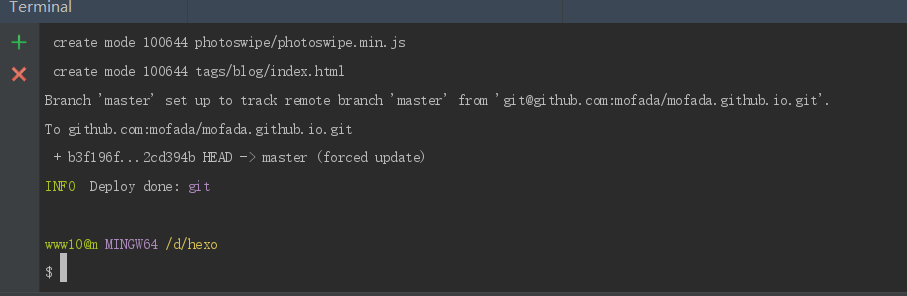 Terminal
create mode 100644 photoswipe/photoswipe.min.js
create mode 100644 tags/blog/index.html
Branch 'master' set up to track remote branch 'master' from 'git@github.com:mofada/mofada.github.io.git'.
To github.com:mofada/mofada.github.io.git
+ b3f196f...2cd394b HEAD -> master (forced update)
INFO  Deploy done: git
www10@m MINGW64 /d/hexo
$